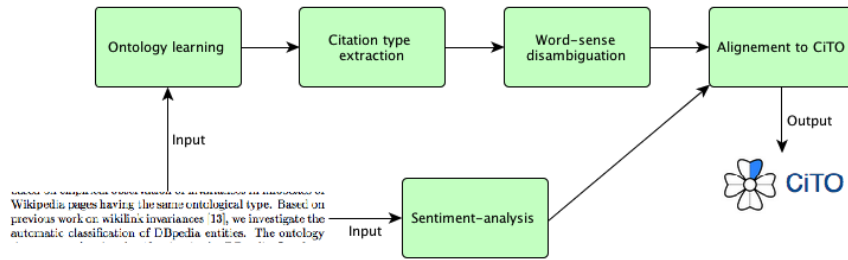 Ontology learning
Citation type
extraction
Word-sense
disambiguation
Alignement to CiTO
Input
Output
Wikipedia pages having the same ontological type. Based on
previous work on wikilink invariances [13], we investigate the
automatic classification of DBpedia entities. The ontology
Input
Sentiment-analysis
CiTO